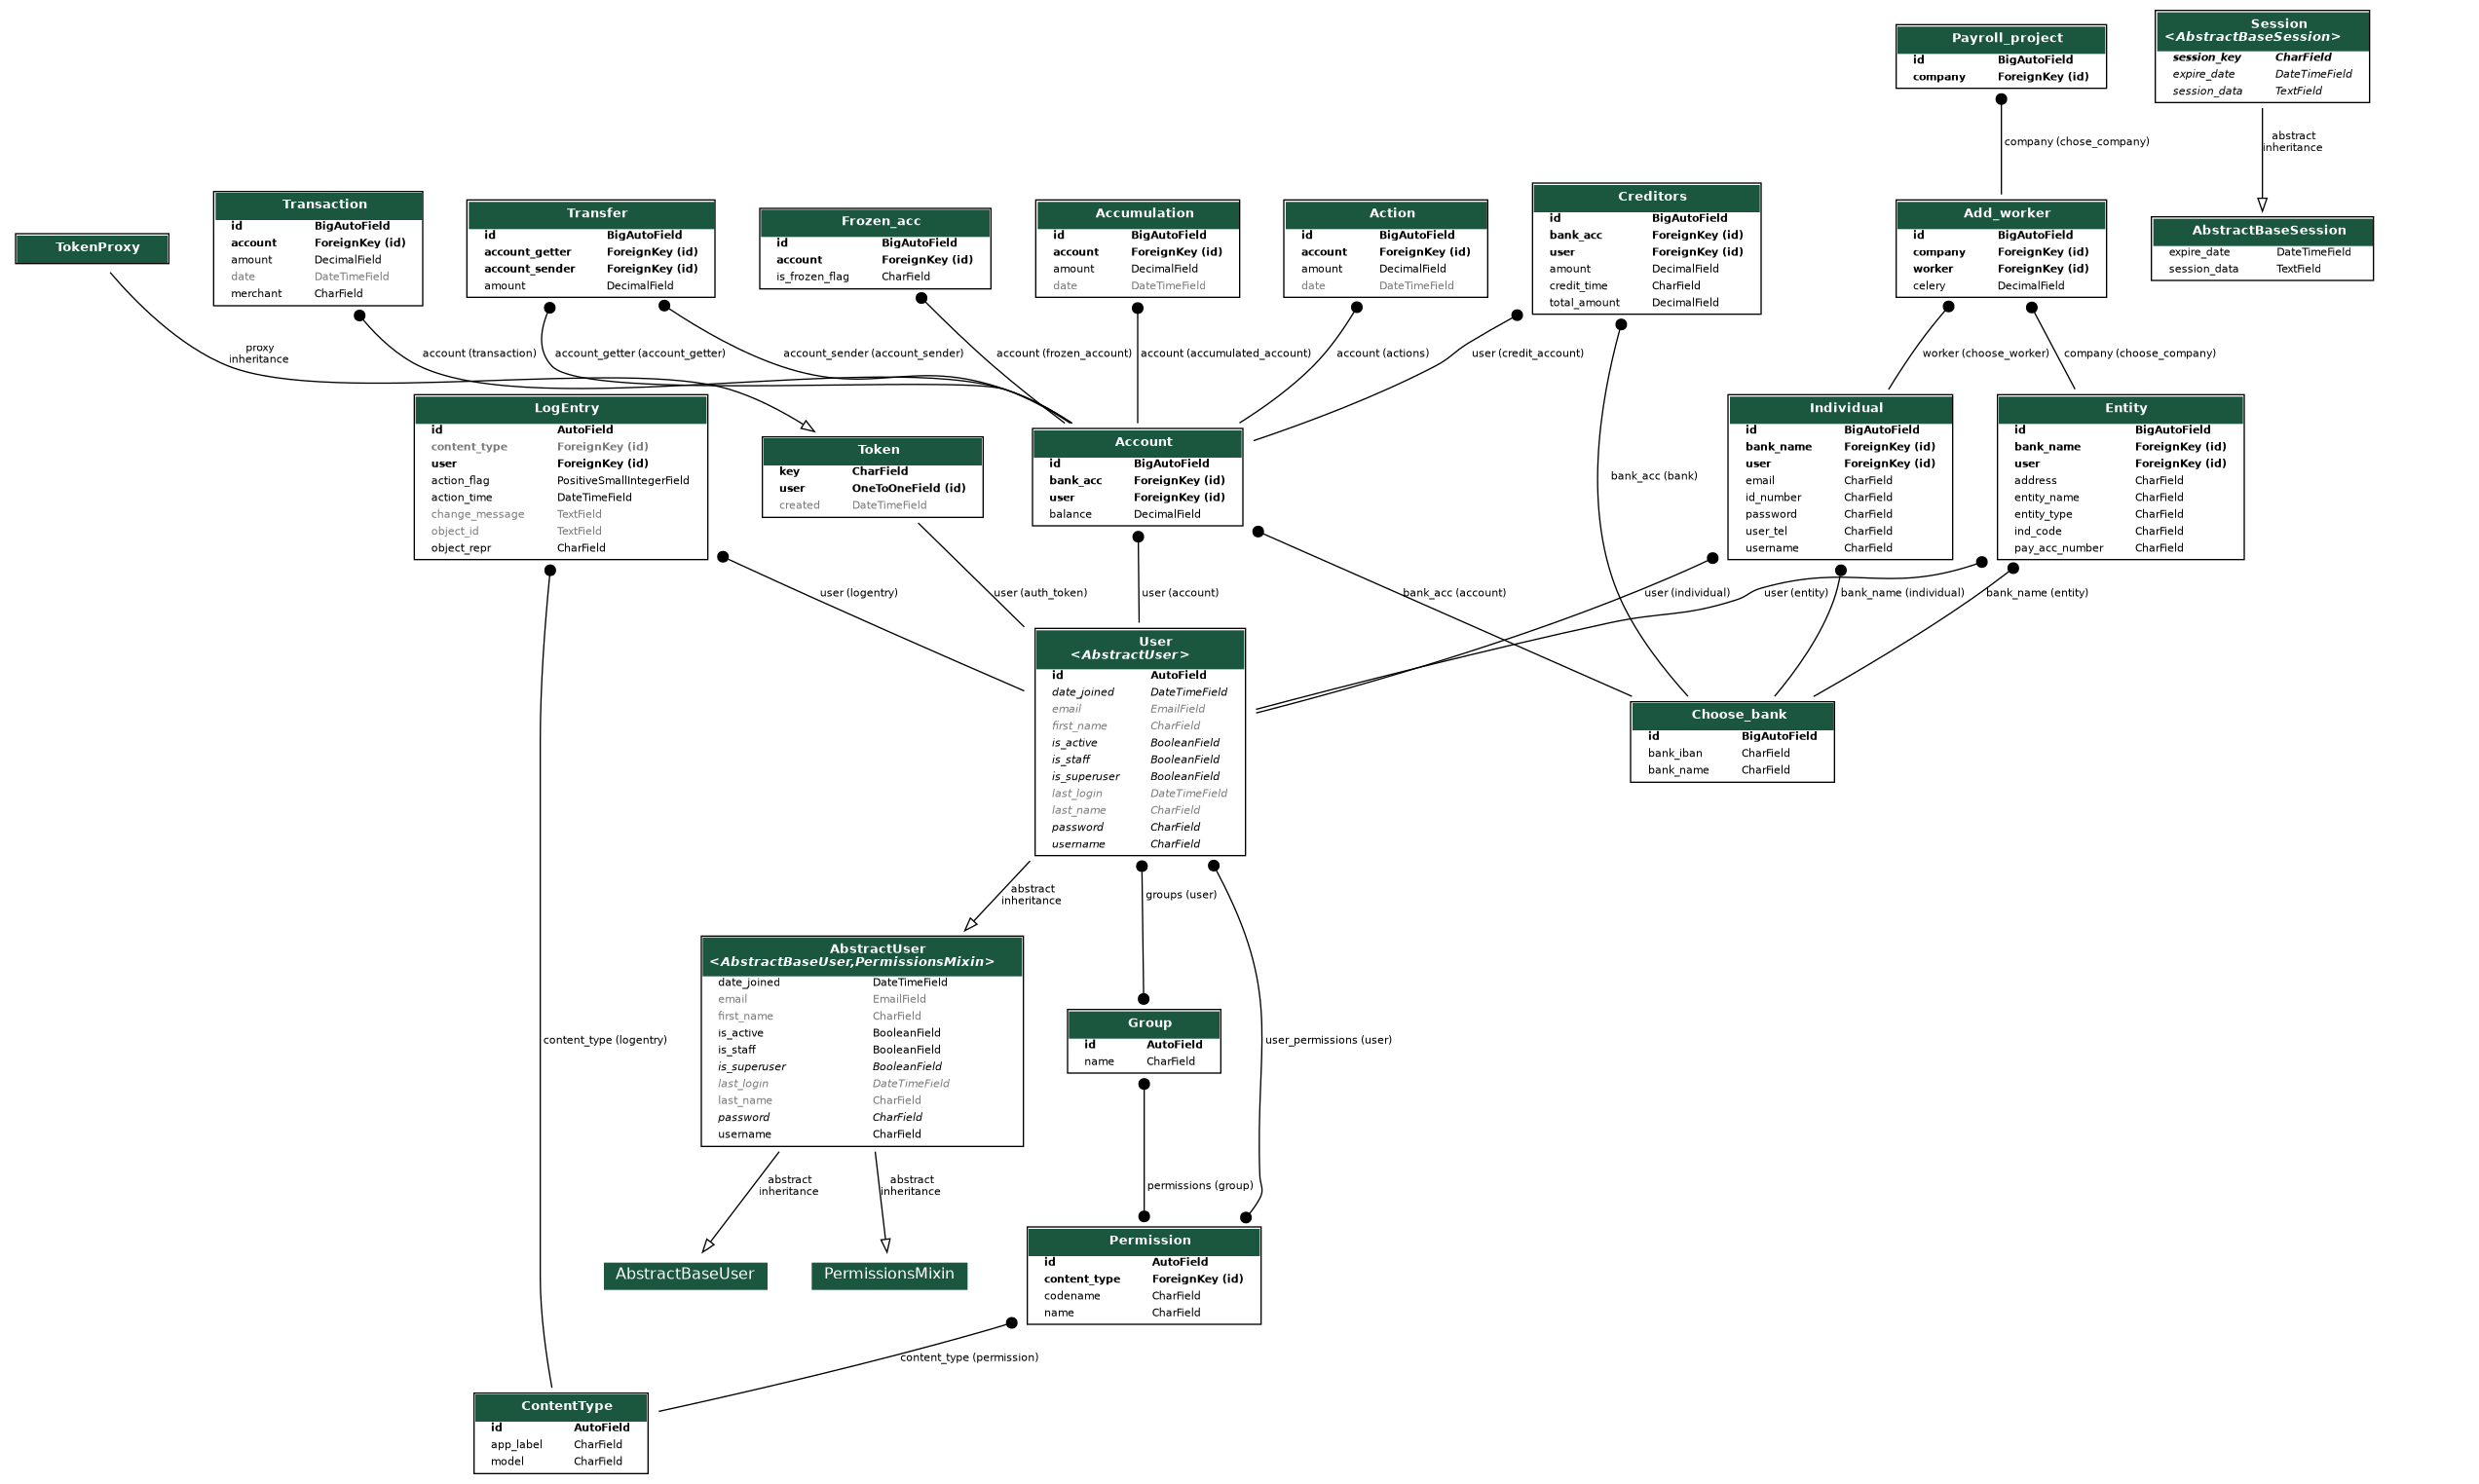 Payroll_project
id BigAutoField
company ForeignKey (id)
Session
<AbstractBaseSession>
session_key CharField
expire_date DateTimeField
session_data TextField
company (chose_company)
abstract
inheritance
TokenProxy
Transaction
id BigAutoField
account ForeignKey (id)
amount DecimalField
date DateTimeField
merchant CharField
Transfer
id BigAutoField
account_getter ForeignKey (id)
account_sender ForeignKey (id)
amount DecimalField
Frozen_acc
id BigAutoField
account ForeignKey (id)
is_frozen_flag CharField
Accumulation
id BigAutoField
account ForeignKey (id)
amount DecimalField
date DateTimeField
Action
id BigAutoField
account ForeignKey (id)
amount DecimalField
date DateTimeField
Creditors
id BigAutoField
bank_acc ForeignKey (id)
user ForeignKey (id)
amount DecimalField
credit_time CharField
total_amount DecimalField
Add_worker
id BigAutoField
company ForeignKey (id)
worker ForeignKey (id)
celery DecimalField
AbstractBaseSession
expire_date DateTimeField
session_data TextField
proxy
inheritance
account (transaction)
account_getter (account_getter)
account_sender (account_sender)
account (frozen_account)
account (accumulated_account)
account (actions)
user (credit_account)
worker (choose_worker)
company (choose_company)
LogEntry
id AutoField
content_type ForeignKey (id)
user ForeignKey (id)
action_flag PositiveSmallIntegerField
action_time DateTimeField
change_message TextField
object_id TextField
object_repr CharField
Token
key CharField
user OneToOneField (id)
created DateTimeField
Account
id BigAutoField
bank_acc ForeignKey (id)
user ForeignKey (id)
balance DecimalField
bank_acc (bank)
Individual
id BigAutoField
bank_name ForeignKey (id)
user ForeignKey (id)
email CharField
id_number CharField
password CharField
user_tel CharField
username CharField
Entity
id BigAutoField
bank_name ForeignKey (id)
user ForeignKey (id)
address CharField
entity_name CharField
entity_type CharField
ind_code CharField
pay_acc_number CharField
user (logentry)
user (auth_token)
user (account)
bank_acc (account)
user (individual)
user (entity)
bank_name (individual)
bank_name (entity)
User
<AbstractUser>
id AutoField
date_joined DateTimeField
email EmailField
first_name CharField
is_active BooleanField
is_staff BooleanField
is_superuser BooleanField
last_login DateTimeField
last_name CharField
password CharField
username CharField
Choose_bank
id BigAutoField
bank_iban CharField
bank_name CharField
abstract
inheritance
groups (user)
AbstractUser
<AbstractBaseUser,PermissionsMixin>
date_joined DateTimeField
email EmailField
first_name CharField
is_active BooleanField
is_staff BooleanField
is_superuser BooleanField
last_login DateTimeField
last_name CharField
password CharField
username CharField
content_type (logentry)
Group
id AutoField
name CharField
user_permissions (user)
abstract
inheritance
abstract
inheritance
permissions (group)
AbstractBaseUser
PermissionsMixin
Permission
id AutoField
content_type ForeignKey (id)
codename CharField
name CharField
content_type (permission)
ContentType
id AutoField
app_label CharField
model CharField